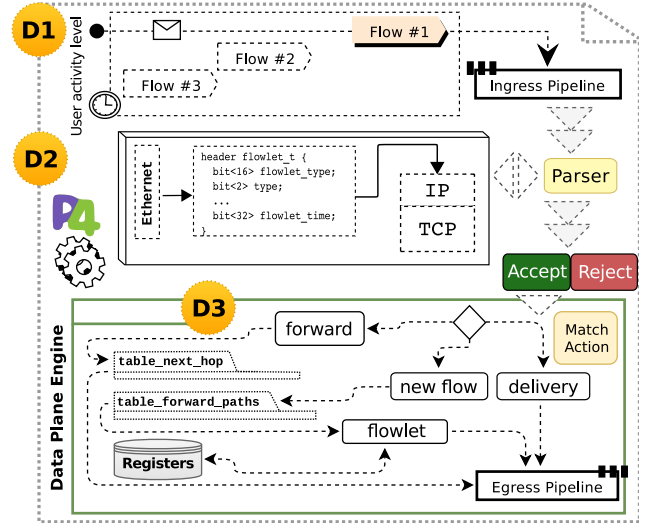 D1
User activity level
Flow #1
Flow #2
Flow #3
Ingress Pipeline
D2
Ethernet
header flowlet_t {
bit<16> flowlet_type;
bit<2> type;
...
bit<32> flowlet_time;
}
IP
TCP
Parser
P4
Accept
Reject
D3
Data Plane Engine
forward
Match
Action
table_next_hop
new flow
delivery
table_forward_paths
flowlet
Registers
Egress Pipeline